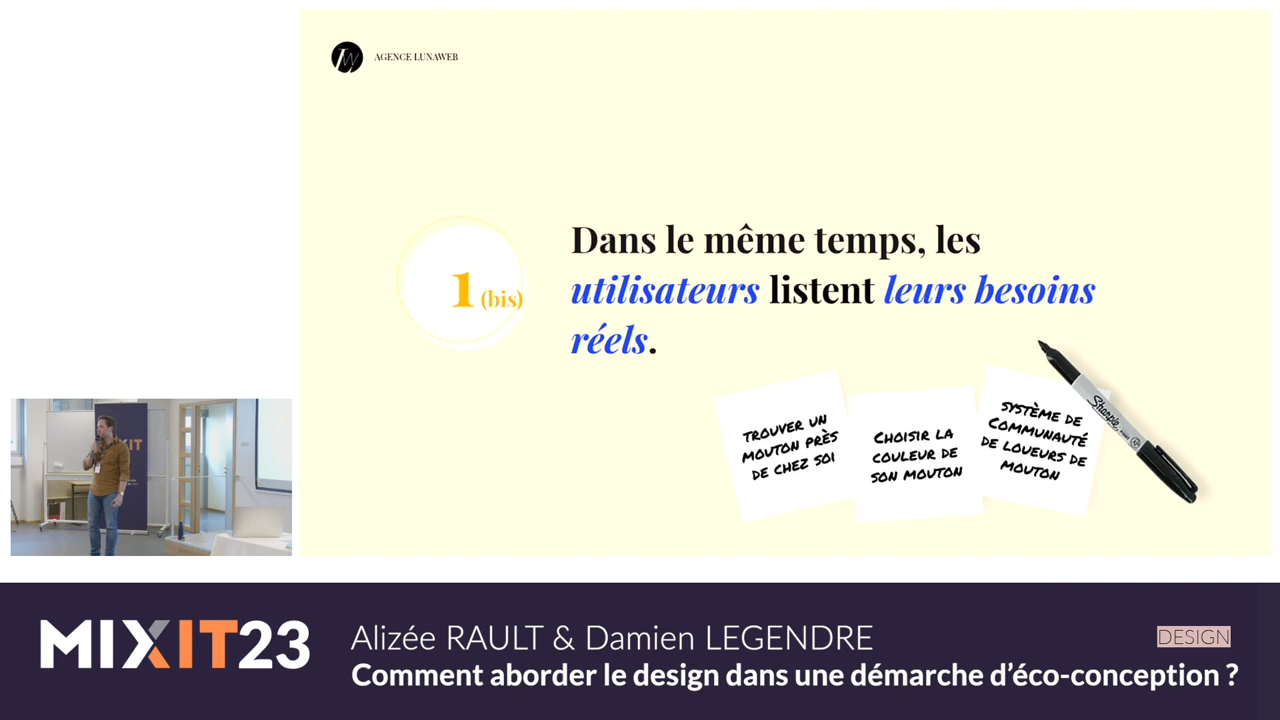 LW
AGENCE LUNAWEB
1 (bis)
Dans le même temps, les
utilisateurs listent leurs besoins
réels.
TROUVER UN
MOUTON PRÈS
DE CHEZ SOI
CHOISIR LA
COULEUR DE
SON MOUTON
SYSTÈME DE
COMMUNAUTÉ
DE LOUEURS DE
MOUTON
Sharpie
XIT
MIXIT23
Alizée RAULT & Damien LEGENDRE
DESIGN
Comment aborder le design dans une démarche d’éco-conception ?